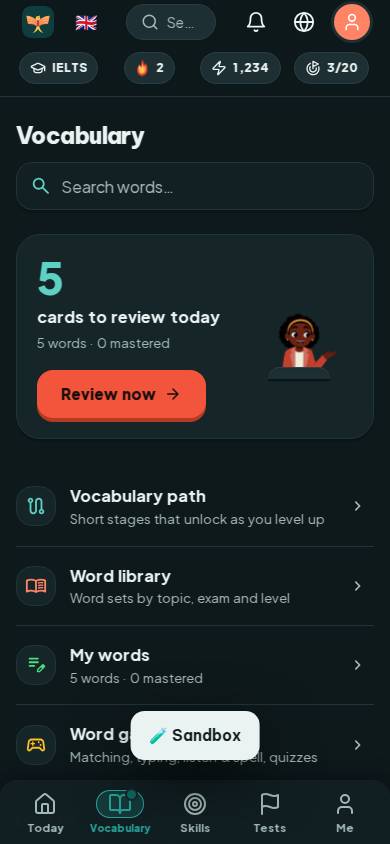 Se...
IELTS
2
1,234
3/20
Vocabulary
Search words...
5
cards to review today
5 words · 0 mastered
Review now →
Vocabulary path
Short stages that unlock as you level up
Word library
Word sets by topic, exam and level
My words
5 words · 0 mastered
Word
Sandbox
Matching, typing, listen & spell, quizzes
Today
Vocabulary
Skills
Tests
Me